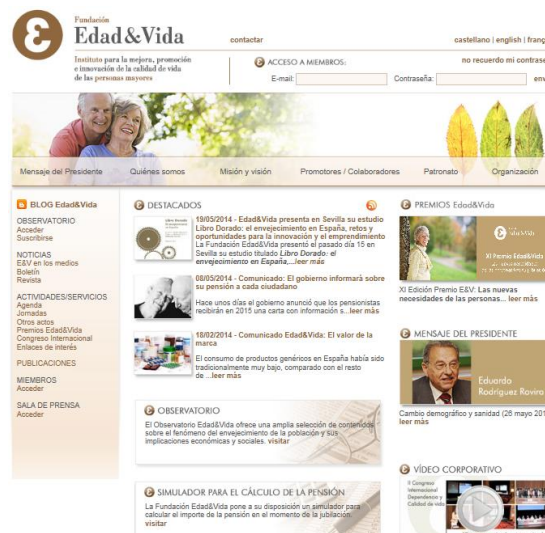 Fundación
Edad&Vida
Instituto para la mejora, promoción
e innovación de la calidad de vida
de las personas mayores
contactar
castellano | english | franç
ACCESO A MIEMBROS:
no recuerdo mi contrase
E-mail:
Contraseña:
env
Mensaje del Presidente
Quiénes somos
Misión y visión
Promotores / Colaboradores
Patronato
Organización
BLOG Edad&Vida
OBSERVATORIO
Acceder
Suscribirse
NOTICIAS
E&V en los medios
Boletín
Revista
ACTIVIDADES/SERVICIOS
Agenda
Jornadas
Otros actos
Premios Edad&Vida
Congreso Internacional
Enlaces de interés
PUBLICACIONES
MIEMBROS
Acceder
SALA DE PRENSA
Acceder
DESTACADOS
19/05/2014 - Edad&Vida presenta en Sevilla su estudio
Libro Dorado: el envejecimiento en España, retos y
oportunidades para la innovación y el emprendimiento
La Fundación Edad&Vida presentó el pasado día 15 en
Sevilla su estudio titulado Libro Dorado: el
envejecimiento en España,...leer más
08/05/2014 - Comunicado: El gobierno informará sobre
su pensión a cada ciudadano
Hace unos días el gobierno anunció que los pensionistas
recibirán en 2015 una carta con información s...leer más
18/02/2014 - Comunicado Edad&Vida: El valor de la
marca
El consumo de productos genéricos en España había sido
tradicionalmente muy bajo, comparado con el resto
de ...leer más
OBSERVATORIO
El Observatorio Edad&Vida ofrece una amplia selección de contenidos
sobre el fenómeno del envejecimiento de la población y sus
implicaciones económicas y sociales. visitar
SIMULADOR PARA EL CÁLCULO DE LA PENSIÓN
La Fundación Edad&Vida pone a su disposición un simulador para
calcular el importe de la pensión en el momento de la jubilación.
visitar
PREMIOS Edad&Vida
XI Premio Edad&Vida
XI Edición Premio E&V: Las nuevas
necesidades de las personas... leer más
MENSAJE DEL PRESIDENTE
Eduardo
Rodríguez Rovira
Cambio demográfico y sanidad (26 mayo 201
leer más
VÍDEO CORPORATIVO
II Congreso
Internacional
Dependencia y
Calidad de vida